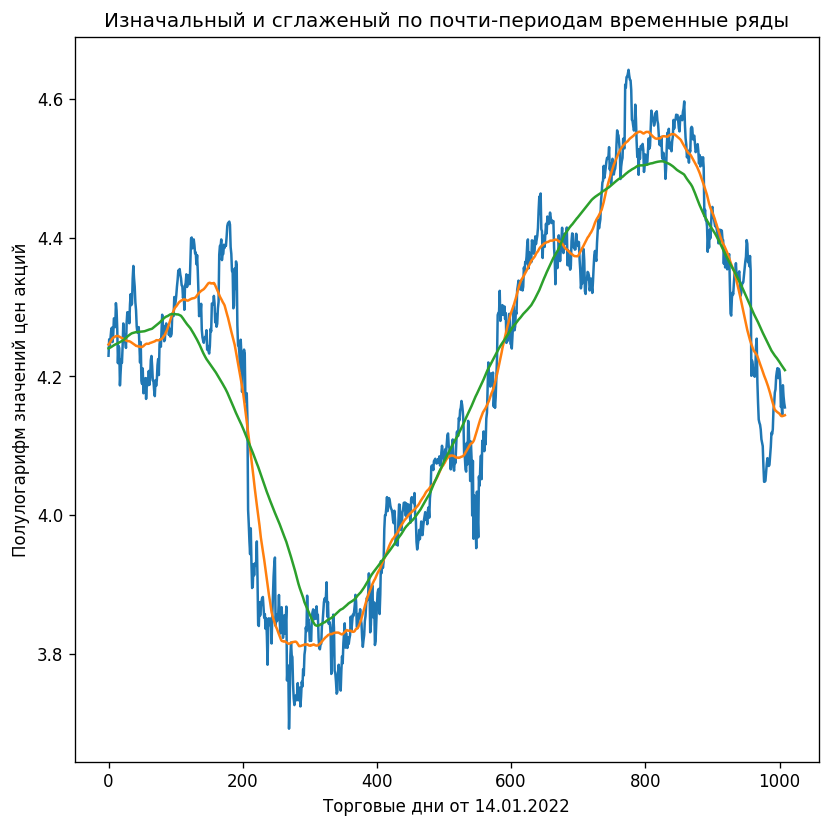 Изначальный и сглаженый по почти-периодам временные ряды
Полулогарифм значений цен акций
4.6
4.4
4.2
4.0
3.8
0 200 400 600 800 1000
Торговые дни от 14.01.2022